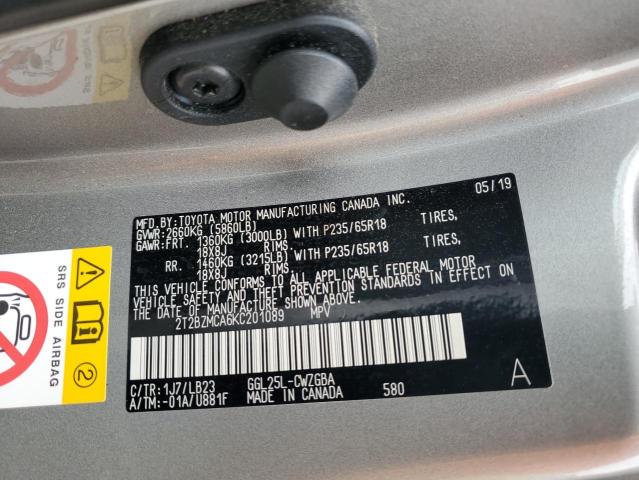 MFD.BY:TOYOTA MOTOR MANUFACTURING CANADA INC. 05/19
GVWR:2660KG (5860LB)
GAWR:FRT. 1360KG (3000LB) WITH P235/65R18 TIRES,
18X8J RIMS,
RR. 1460KG (3215LB) WITH P235/65R18 TIRES,
18X8J RIMS
THIS VEHICLE CONFORMS TO ALL APPLICABLE FEDERAL MOTOR
VEHICLE SAFETY AND THEFT PREVENTION STANDARDS IN EFFECT
ON THE DATE OF MANUFACTURE SHOWN ABOVE.
2T2BZMCA6KC201089 MPV
C/TR:1J7/LB23 GGL25L-CWZGBA
A/TM:-01A/U881F MADE IN CANADA 580 A
SRS SIDE AIRBAG
2